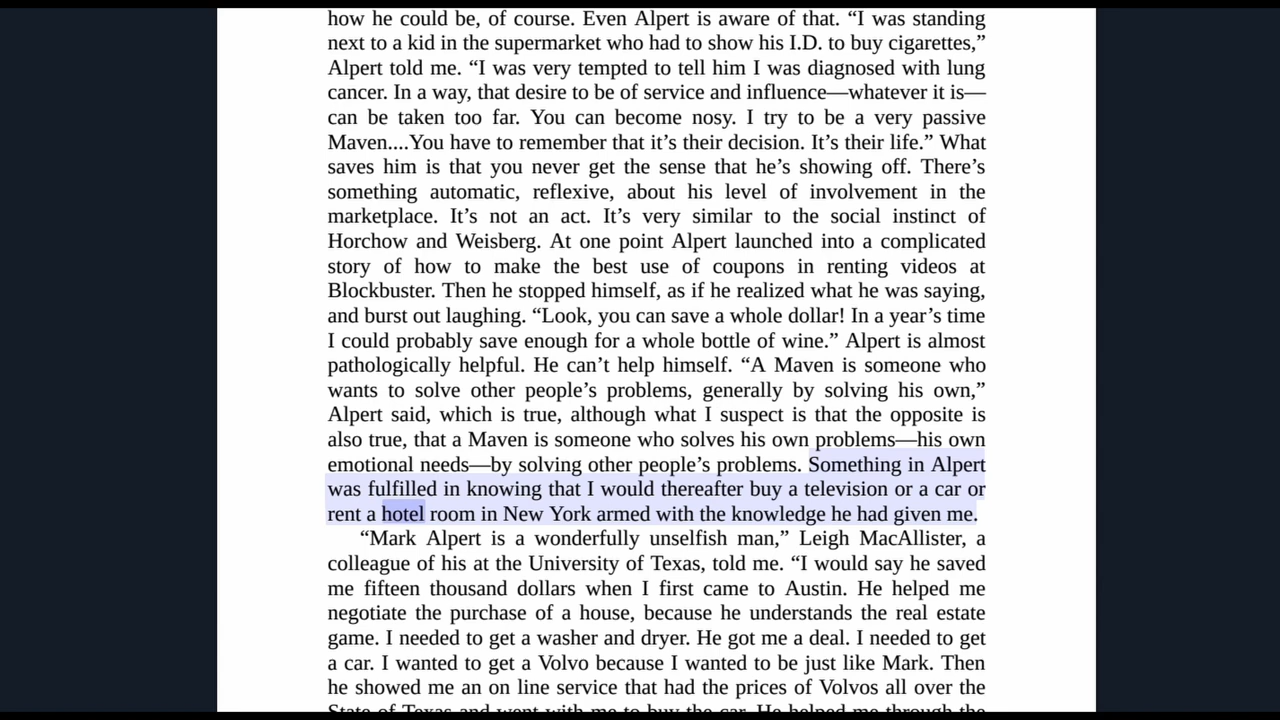 how he could be, of course. Even Alpert is aware of that. “I was standing
next to a kid in the supermarket who had to show his I.D. to buy cigarettes,”
Alpert told me. “I was very tempted to tell him I was diagnosed with lung
cancer. In a way, that desire to be of service and influence—whatever it is—
can be taken too far. You can become nosy. I try to be a very passive
Maven....You have to remember that it’s their decision. It’s their life.” What
saves him is that you never get the sense that he’s showing off. There’s
something automatic, reflexive, about his level of involvement in the
marketplace. It’s not an act. It’s very similar to the social instinct of
Horchow and Weisberg. At one point Alpert launched into a complicated
story of how to make the best use of coupons in renting videos at
Blockbuster. Then he stopped himself, as if he realized what he was saying,
and burst out laughing. “Look, you can save a whole dollar! In a year’s time
I could probably save enough for a whole bottle of wine.” Alpert is almost
pathologically helpful. He can’t help himself. “A Maven is someone who
wants to solve other people’s problems, generally by solving his own,”
Alpert said, which is true, although what I suspect is that the opposite is
also true, that a Maven is someone who solves his own problems—his own
emotional needs—by solving other people’s problems. Something in Alpert
was fulfilled in knowing that I would thereafter buy a television or a car or
rent a hotel room in New York armed with the knowledge he had given me.
“Mark Alpert is a wonderfully unselfish man,” Leigh MacAllister, a
colleague of his at the University of Texas, told me. “I would say he saved
me fifteen thousand dollars when I first came to Austin. He helped me
negotiate the purchase of a house, because he understands the real estate
game. I needed to get a washer and dryer. He got me a deal. I needed to get
a car. I wanted to get a Volvo because I wanted to be just like Mark. Then
he showed me an on line service that had the prices of Volvos all over the
State of Texas and went with me to buy the car. He helped me through the